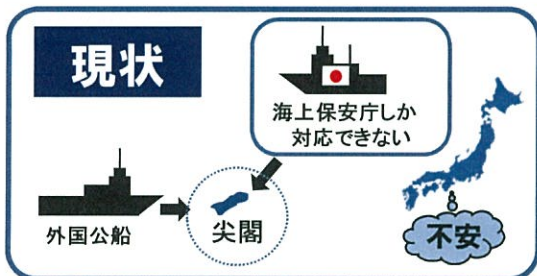 現状
海上保安庁しか
対応できない
外国公船
尖閣
不安